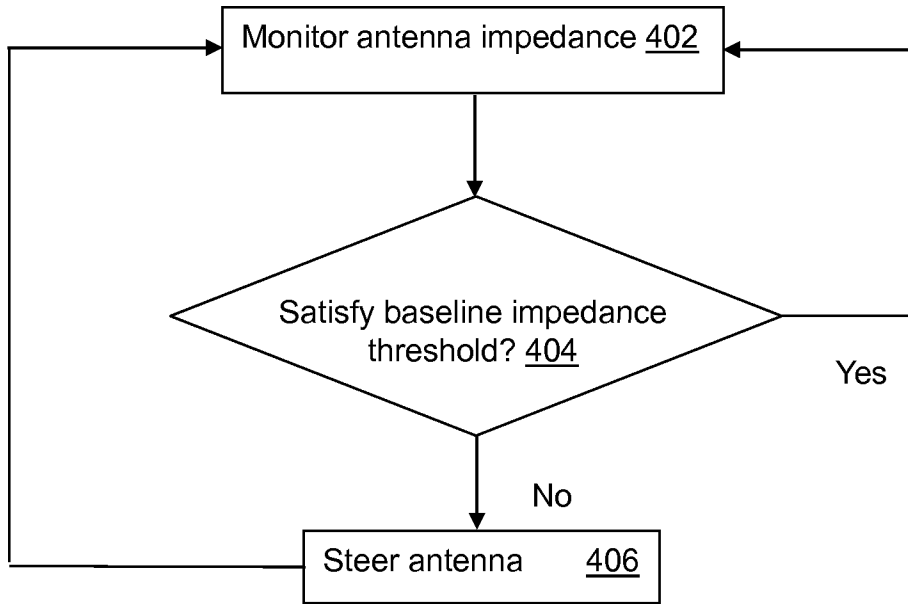 Monitor antenna impedance 402
Satisfy baseline impedance
threshold? 404
Yes
No
Steer antenna 406